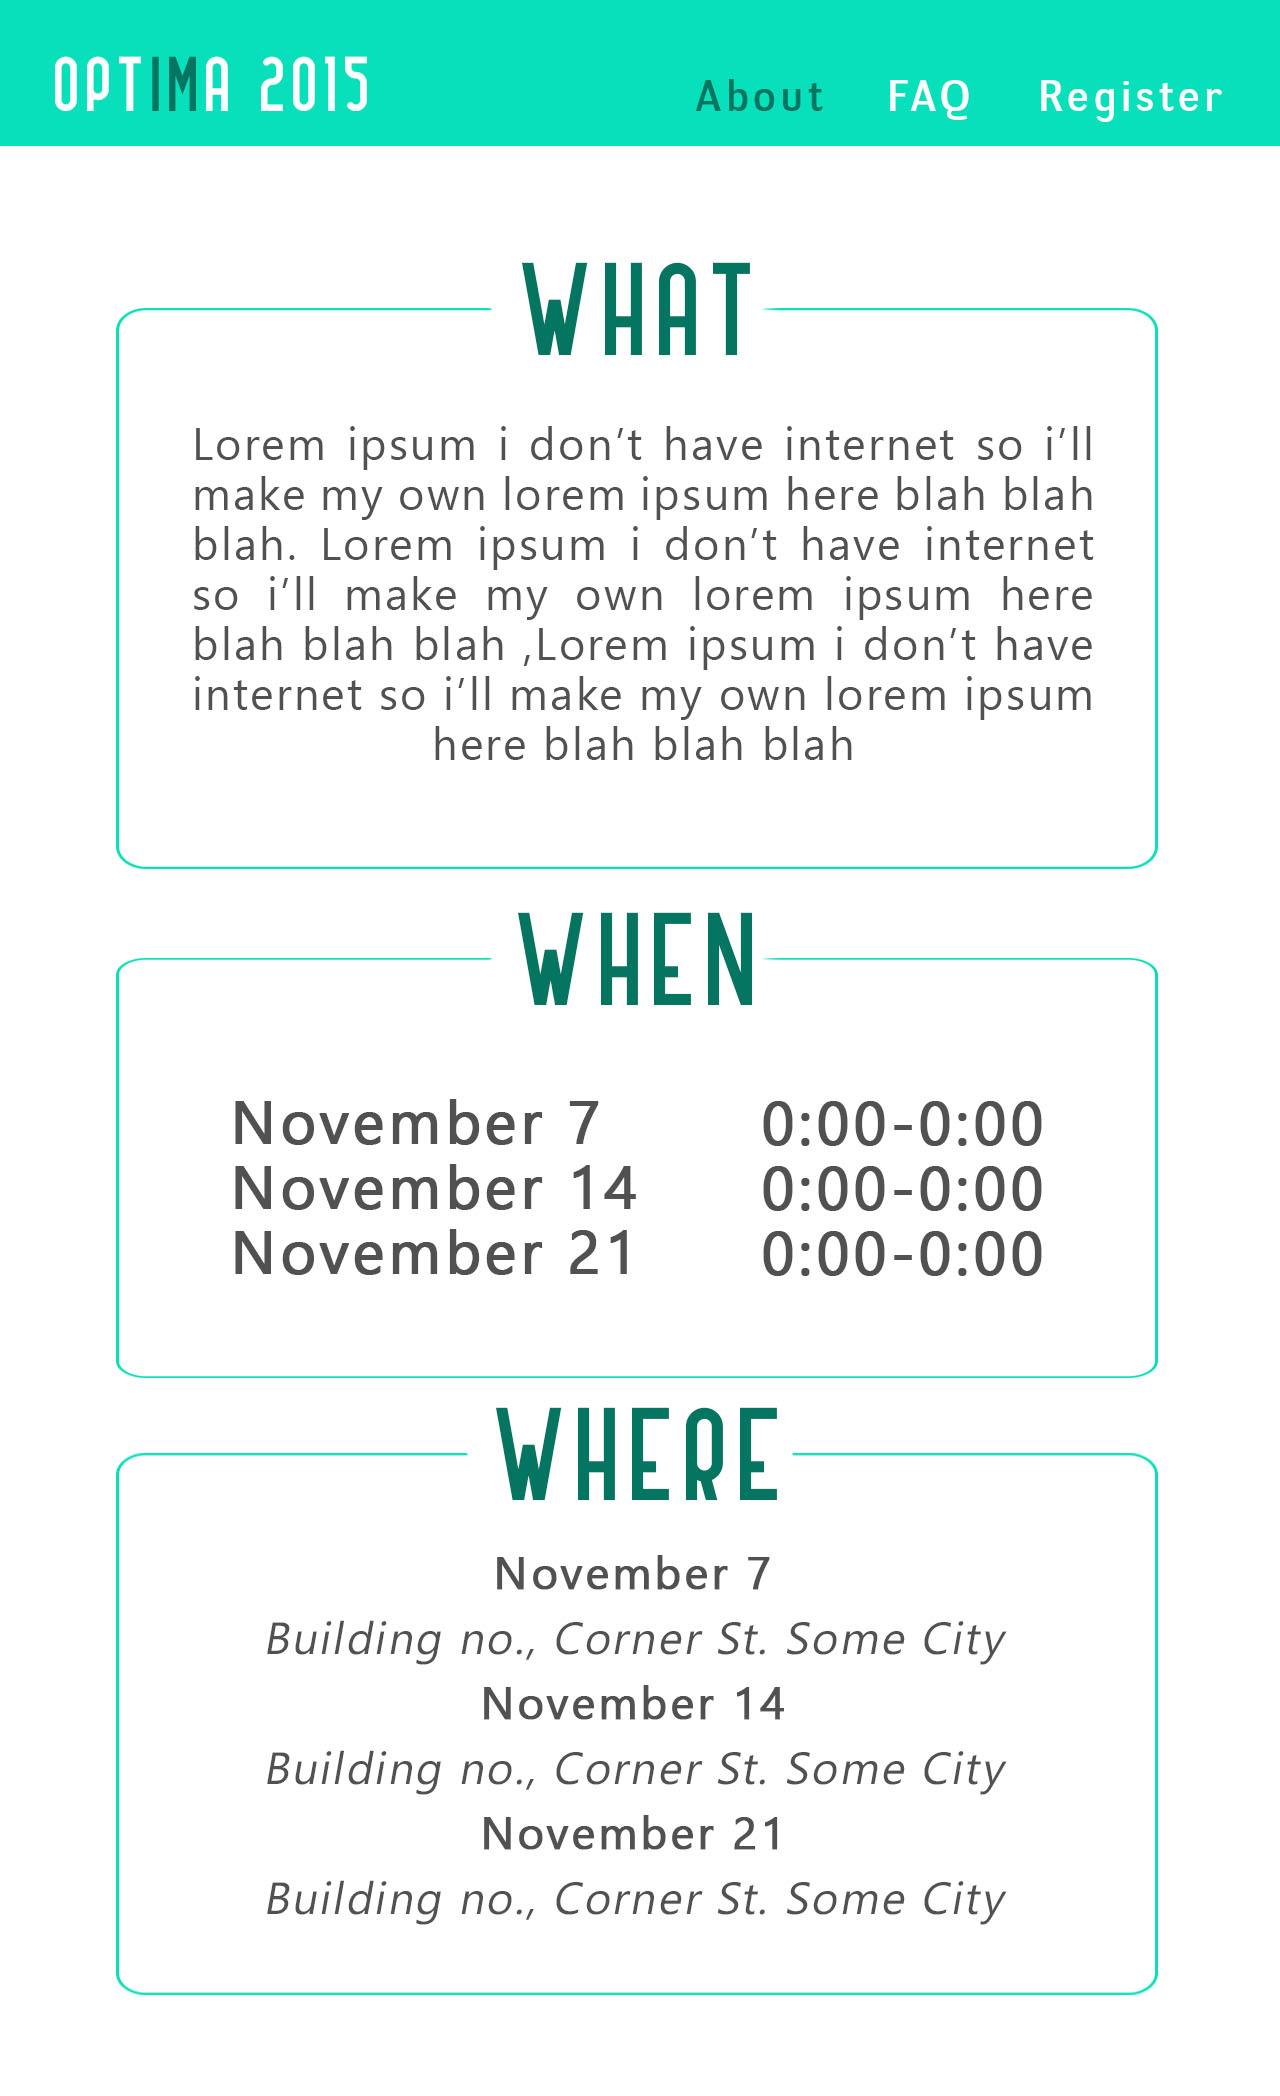 OPTIMA 2015
About FAQ Register
WHAT
Lorem ipsum i don’t have internet so i’ll
make my own lorem ipsum here blah blah
blah. Lorem ipsum i don’t have internet
so i’ll make my own lorem ipsum here
blah blah blah ,Lorem ipsum i don’t have
internet so i’ll make my own lorem ipsum
here blah blah blah
WHEN
November 7 0:00-0:00
November 14 0:00-0:00
November 21 0:00-0:00
WHERE
November 7
Building no., Corner St. Some City
November 14
Building no., Corner St. Some City
November 21
Building no., Corner St. Some City